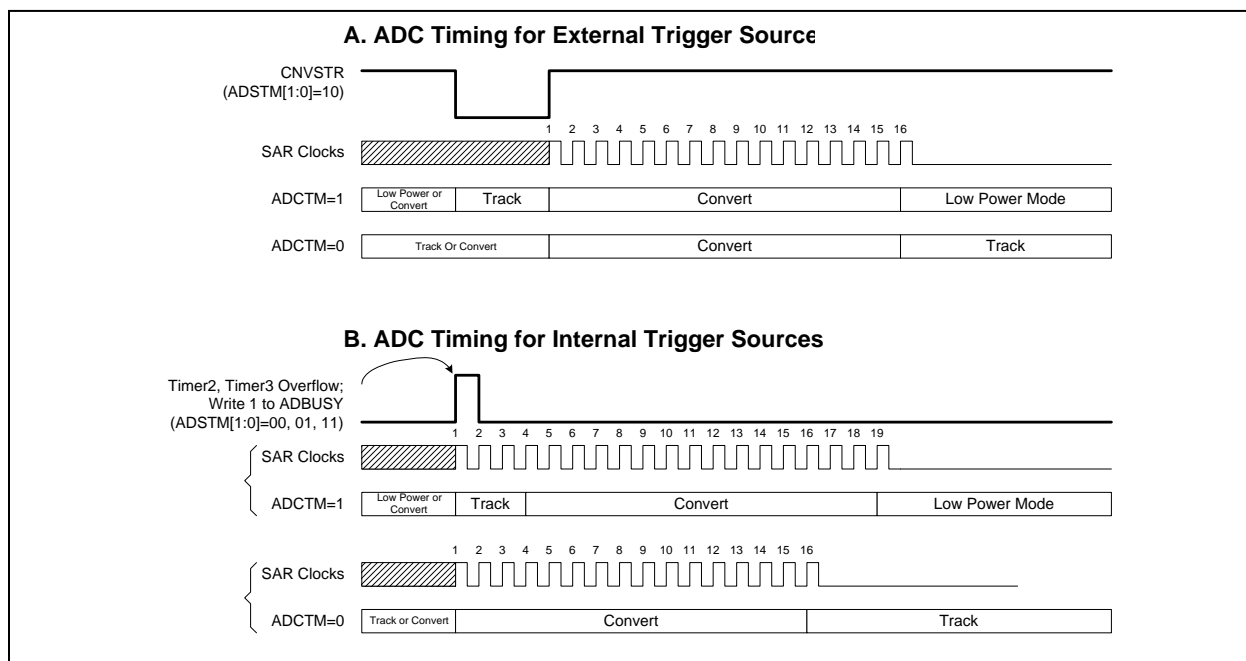 A. ADC Timing for External Trigger Source
CNVSTR
(ADSTM[1:0]=10)
1 2 3 4 5 6 7 8 9 10 11 12 13 14 15 16
SAR Clocks
ADCTM=1 Low Power or Convert Track Convert Low Power Mode
ADCTM=0 Track Or Convert Convert Track
B. ADC Timing for Internal Trigger Sources
Timer2, Timer3 Overflow;
Write 1 to ADBUSY
(ADSTM[1:0]=00, 01, 11)
1 2 3 4 5 6 7 8 9 10 11 12 13 14 15 16 17 18 19
SAR Clocks
ADCTM=1 Low Power or Convert Track Convert Low Power Mode
1 2 3 4 5 6 7 8 9 10 11 12 13 14 15 16
SAR Clocks
ADCTM=0 Track or Convert Convert Track